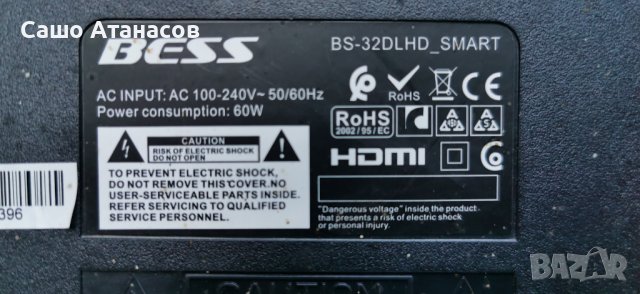 Сашо Атанасов
BESS
BS-32DLHD_SMART
AC INPUT: AC 100-240V~ 50/60Hz
Power consumption: 60W
RoHS
RoHS
2002 / 95 / EC
CAUTION
RISK OF ELECTRIC SHOCK
DO NOT OPEN
HDMI
TO PREVENT ELECTRIC SHOCK,
DO NOT REMOVE THIS COVER.NO
USER-SERVICEABLE PARTS INSIDE.
REFER SERVICING TO QUALIFIED
SERVICE PERSONNEL.
"Dangerous voltage" inside the product
that presents a risk of electric shock
or personal injury.
396
CAUTION
BAZAR